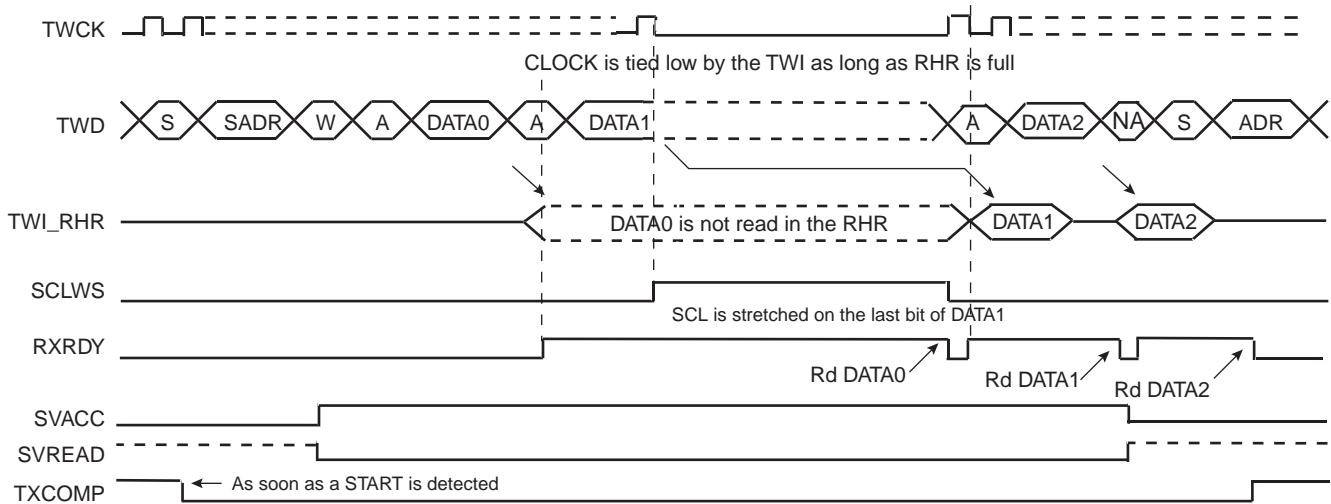 TWCK
CLOCK is tied low by the TWI as long as RHR is full
TWD S SADR W A DATA0 A DATA1 A DATA2 NA S ADR
TWI_RHR DATA0 is not read in the RHR DATA1 DATA2
SCLWS
SCL is stretched on the last bit of DATA1
RXRDY
Rd DATA0 Rd DATA1 Rd DATA2
SVACC
SVREAD
TXCOMP As soon as a START is detected